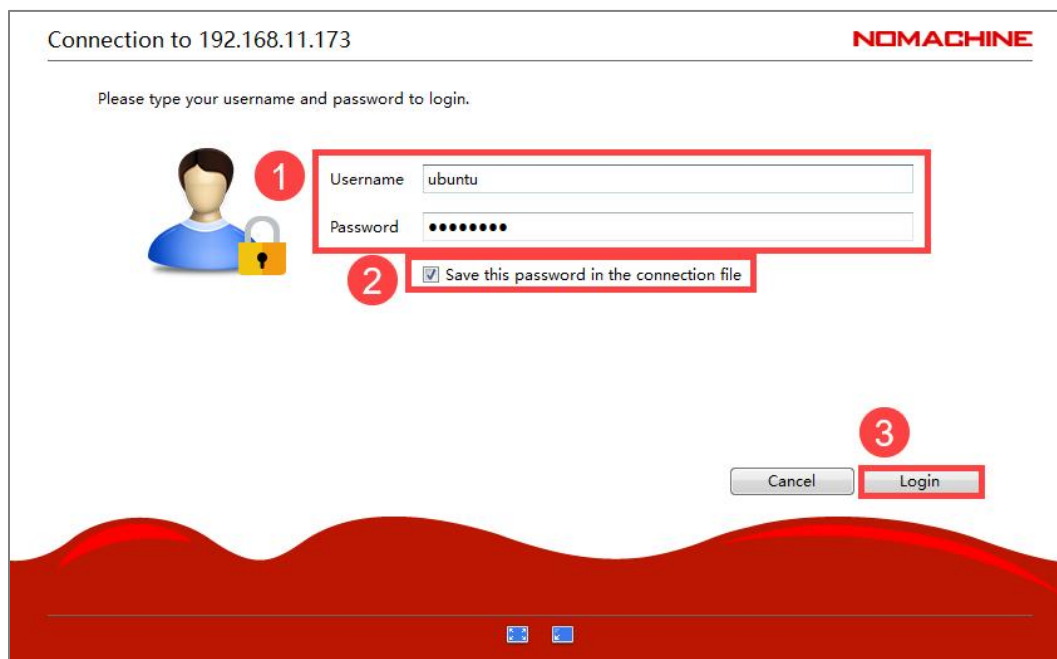 Connection to 192.168.11.173
NOMACHINE
Please type your username and password to login.
1
Username ubuntu
Password ••••••••
2
Save this password in the connection file
3
Cancel
Login